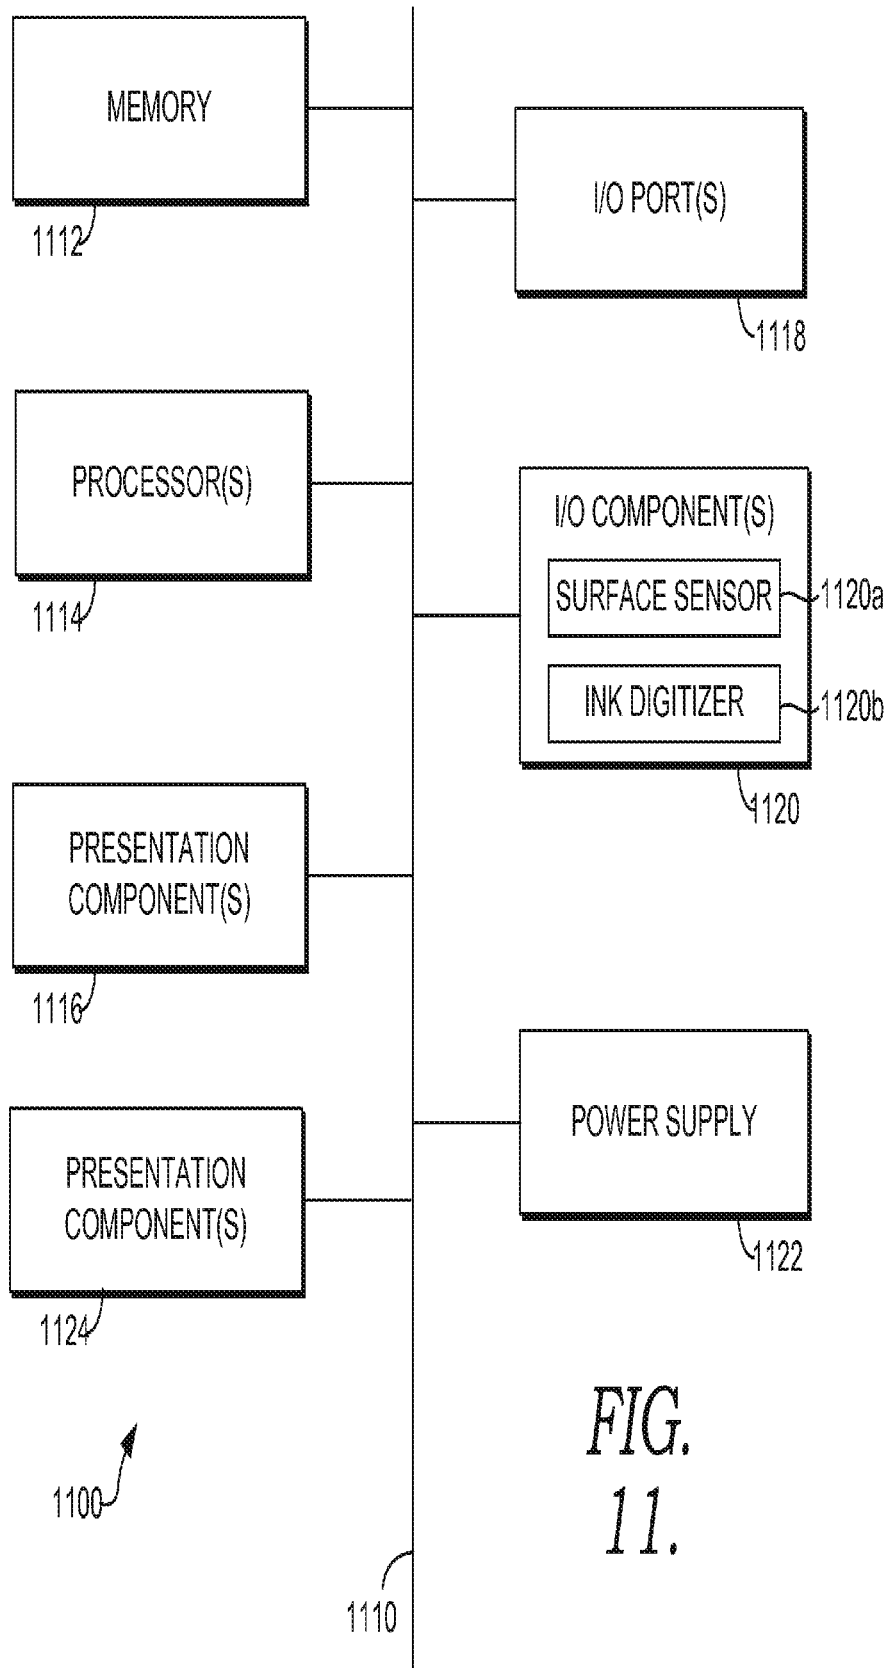 MEMORY
1112
I/O PORT(S)
1118
PROCESSOR(S)
1114
I/O COMPONENT(S)
SURFACE SENSOR
1120a
INK DIGITIZER
1120b
1120
PRESENTATION
COMPONENT(S)
1116
POWER SUPPLY
1122
PRESENTATION
COMPONENT(S)
1124
1100
1110
FIG.
11.